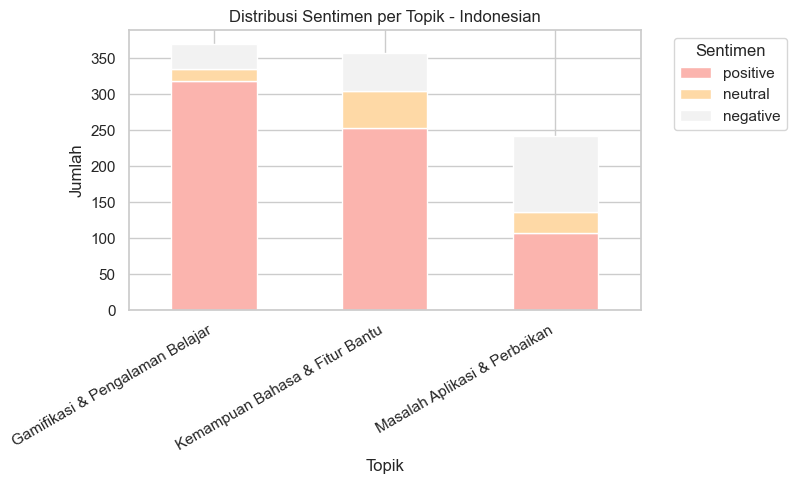 Distribusi Sentimen per Topik - Indonesian
Sentimen
positive
neutral
negative
Jumlah
350
300
250
200
150
100
50
0
Gamifikasi & Pengalaman Belajar
Kemampuan Bahasa & Fitur Bantu
Masalah Aplikasi & Perbaikan
Topik